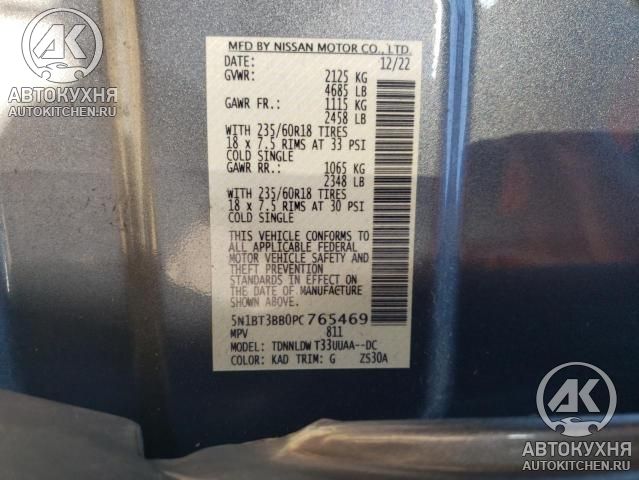 AK
АВТОКУХНЯ
AUTOKITCHEN.RU
MFD BY NISSAN MOTOR CO., LTD.
DATE: 12/22
GVWR: 2125 KG
4685 LB
GAWR FR.: 1115 KG
2458 LB
WITH 235/60R18 TIRES
18 x 7.5 RIMS AT 33 PSI
COLD SINGLE
GAWR RR.: 1065 KG
2348 LB
WITH 235/60R18 TIRES
18 x 7.5 RIMS AT 30 PSI
COLD SINGLE
THIS VEHICLE CONFORMS TO
ALL APPLICABLE FEDERAL
MOTOR VEHICLE SAFETY AND
THEFT PREVENTION
STANDARDS IN EFFECT ON
THE DATE OF MANUFACTURE
SHOWN ABOVE.
5N1BT3BB0PC765469
MPV 811
MODEL: TDNNLDW T33UUAA--DC
COLOR: KAD TRIM: G ZS30A
AK
АВТОКУХНЯ
AUTOKITCHEN.RU